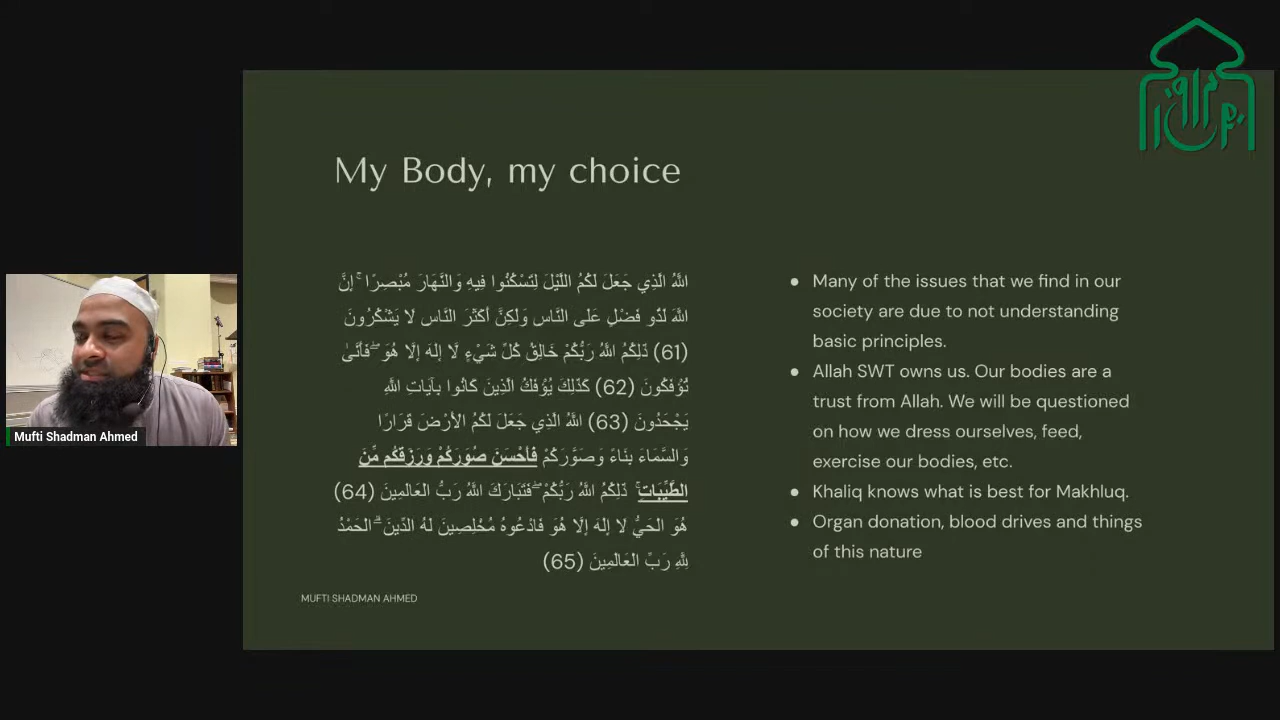 My Body, my choice
اللَّهُ الَّذِي جَعَلَ لَكُمُ اللَّيْلَ لِتَسْكُنُوا فِيهِ وَالنَّهَارَ مُبْصِرًا ۚ إِنَّ
اللَّهَ لَذُو فَضْلٍ عَلَى النَّاسِ وَلَكِنَّ أَكْثَرَ النَّاسِ لَا يَشْكُرُونَ
(61) ذَلِكُمُ اللَّهُ رَبُّكُمْ خَالِقُ كُلِّ شَيْءٍ لَا إِلَهَ إِلَّا هُوَ ۖ فَأَنَّىٰ
تُؤْفَكُونَ (62) كَذَلِكَ يُؤْفَكُ الَّذِينَ كَانُوا بِآيَاتِ اللَّهِ
يَجْحَدُونَ (63) اللَّهُ الَّذِي جَعَلَ لَكُمُ الْأَرْضَ قَرَارًا
وَالسَّمَاءَ بِنَاءً وَصَوَّرَكُمْ فَأَحْسَنَ صُوَرَكُمْ وَرَزَقَكُم مِّنَ
الطَّيِّبَاتِ ۚ ذَلِكُمُ اللَّهُ رَبُّكُمْ ۖ فَتَبَارَكَ اللَّهُ رَبُّ الْعَالَمِينَ (64)
هُوَ الْحَيُّ لَا إِلَهَ إِلَّا هُوَ فَادْعُوهُ مُخْلِصِينَ لَهُ الدِّينَ ۗ الْحَمْدُ
لِلَّهِ رَبِّ الْعَالَمِينَ (65)
Many of the issues that we find in our
society are due to not understanding
basic principles.
Allah SWT owns us. Our bodies are a
trust from Allah. We will be questioned
on how we dress ourselves, feed,
exercise our bodies, etc.
Khaliq knows what is best for Makhluq.
Organ donation, blood drives and things
of this nature
MUFTI SHADMAN AHMED
Mufti Shadman Ahmed